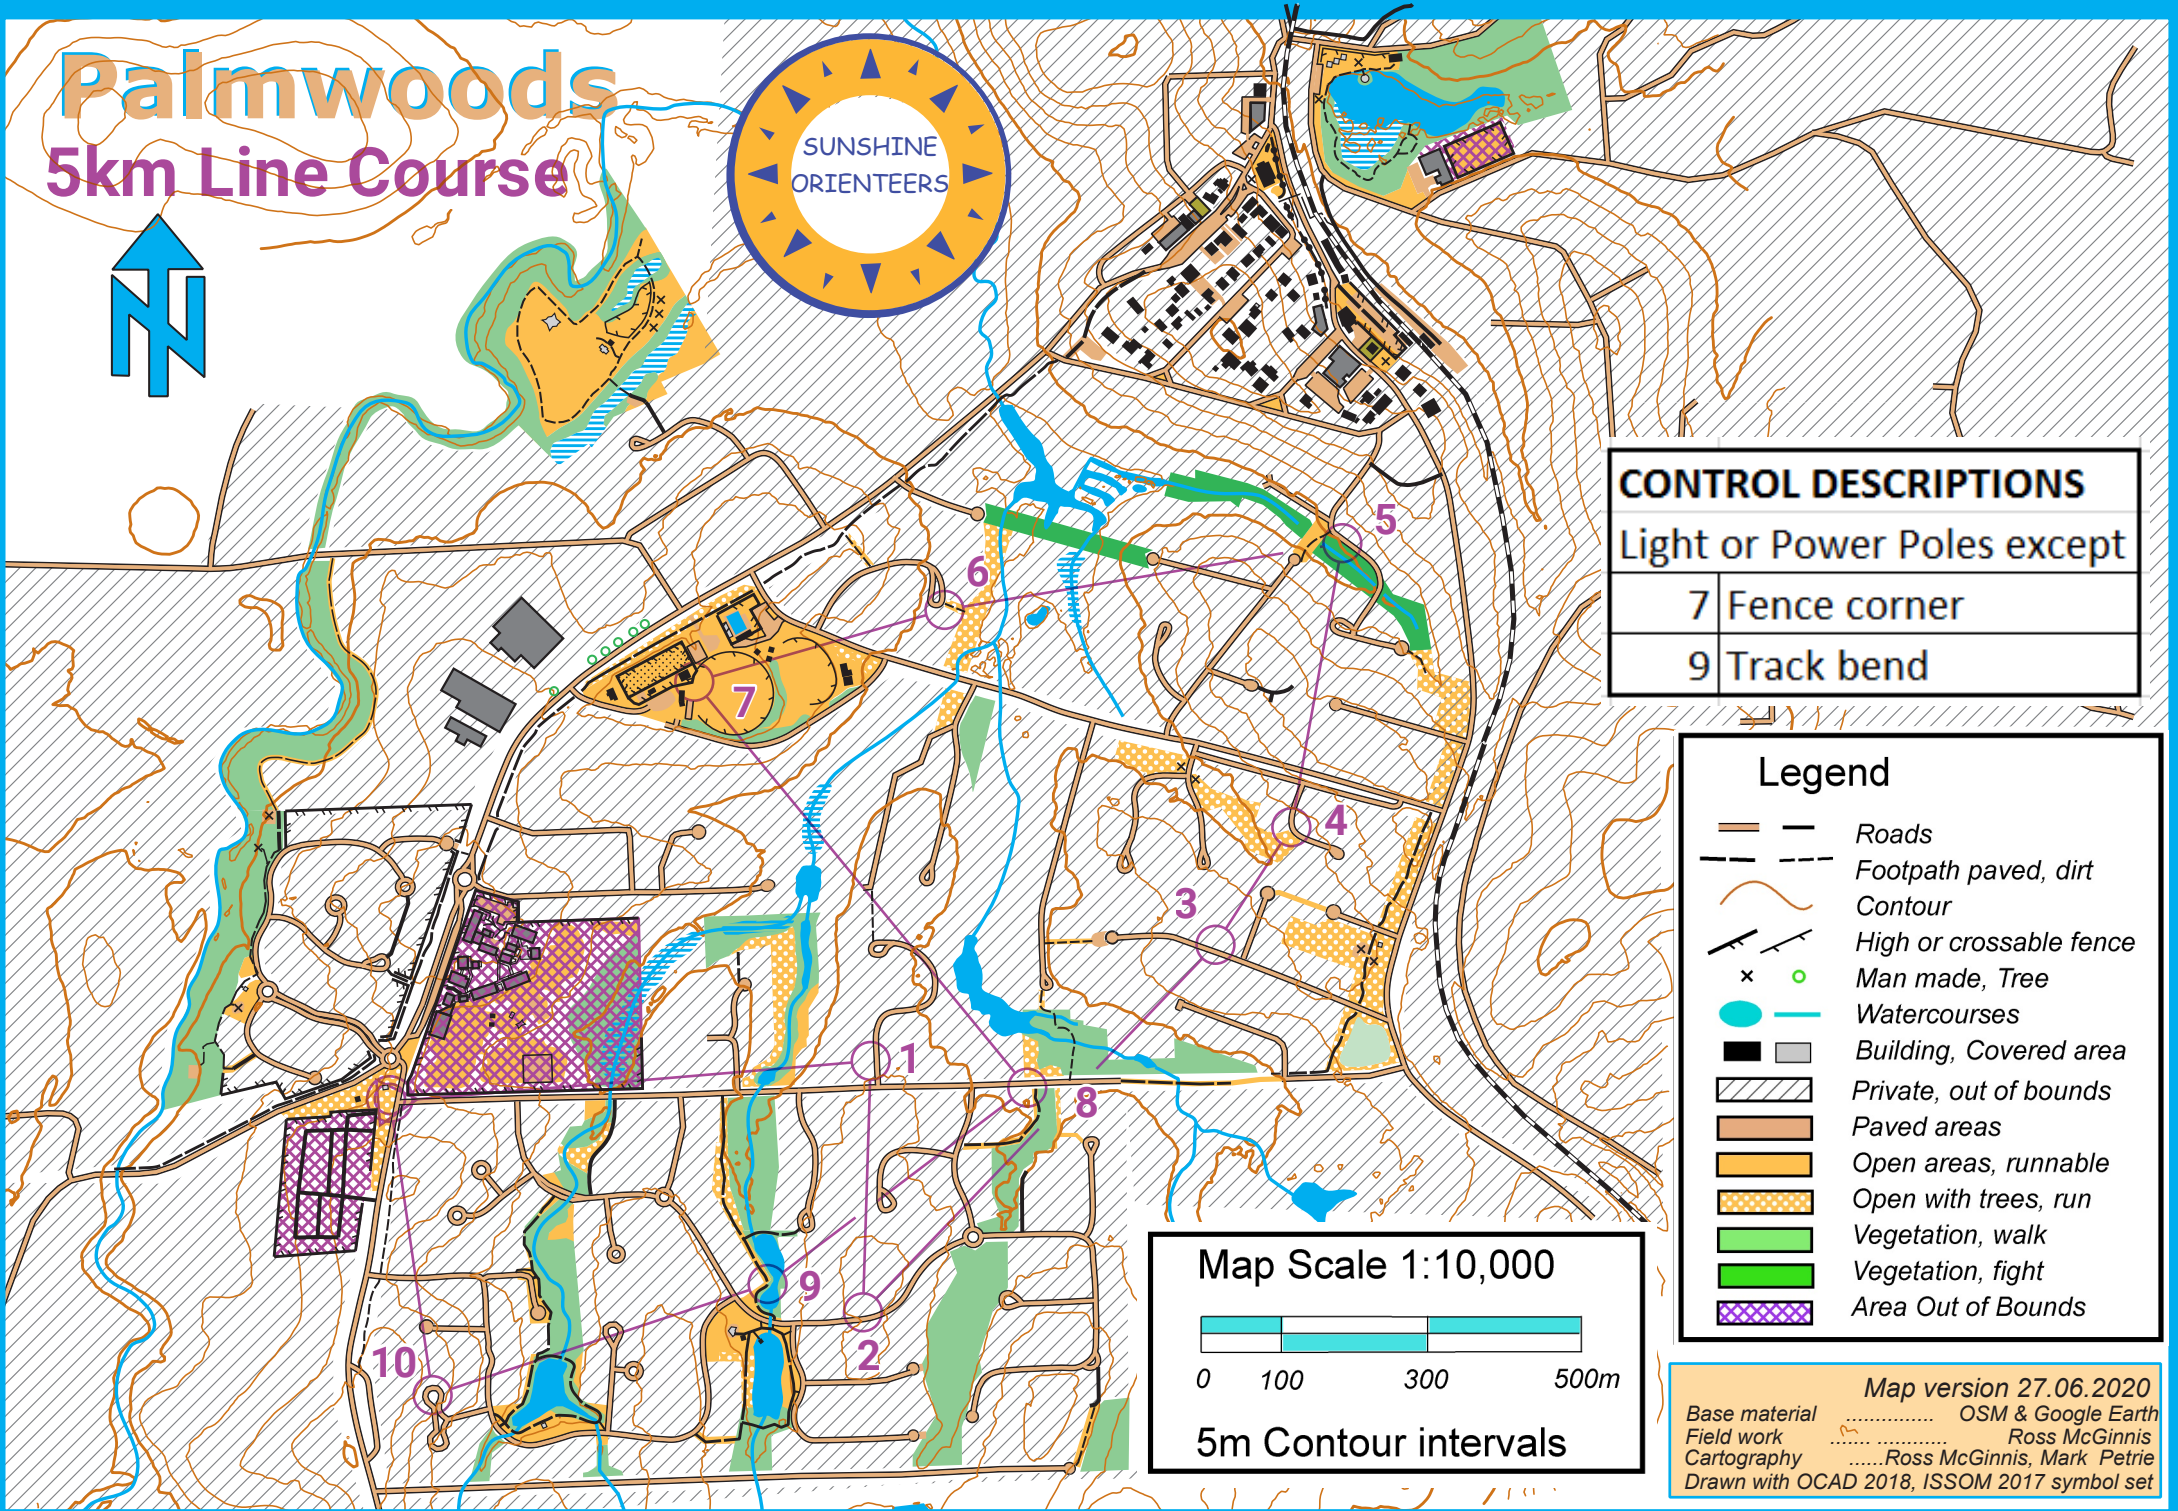 Palmwoods
5km Line Course
N
SUNSHINE
ORIENTEERS
5
6
7
4
3
1
8
9
2
10
CONTROL DESCRIPTIONS
Light or Power Poles except
7 Fence corner
9 Track bend
Legend
Roads
Footpath paved, dirt
Contour
High or crossable fence
Man made, Tree
Watercourses
Building, Covered area
Private, out of bounds
Paved areas
Open areas, runnable
Open with trees, run
Vegetation, walk
Vegetation, fight
Area Out of Bounds
Map Scale 1:10,000
0 100 300 500m
5m Contour intervals
Map version 27.06.2020
Base material ............... OSM & Google Earth
Field work ....... ............ Ross McGinnis
Cartography ......Ross McGinnis, Mark Petrie
Drawn with OCAD 2018, ISSOM 2017 symbol set